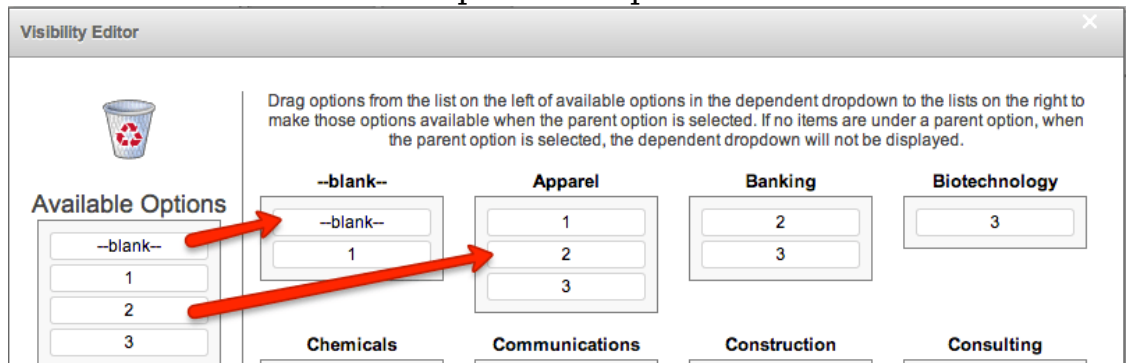 Visibility Editor
Drag options from the list on the left of available options in the dependent dropdown to the lists on the right to
make those options available when the parent option is selected. If no items are under a parent option, when
the parent option is selected, the dependent dropdown will not be displayed.
Available Options
--blank--
1
2
3
--blank--
--blank--
1
Apparel
1
2
3
Banking
2
3
Biotechnology
3
Chemicals
Communications
Construction
Consulting